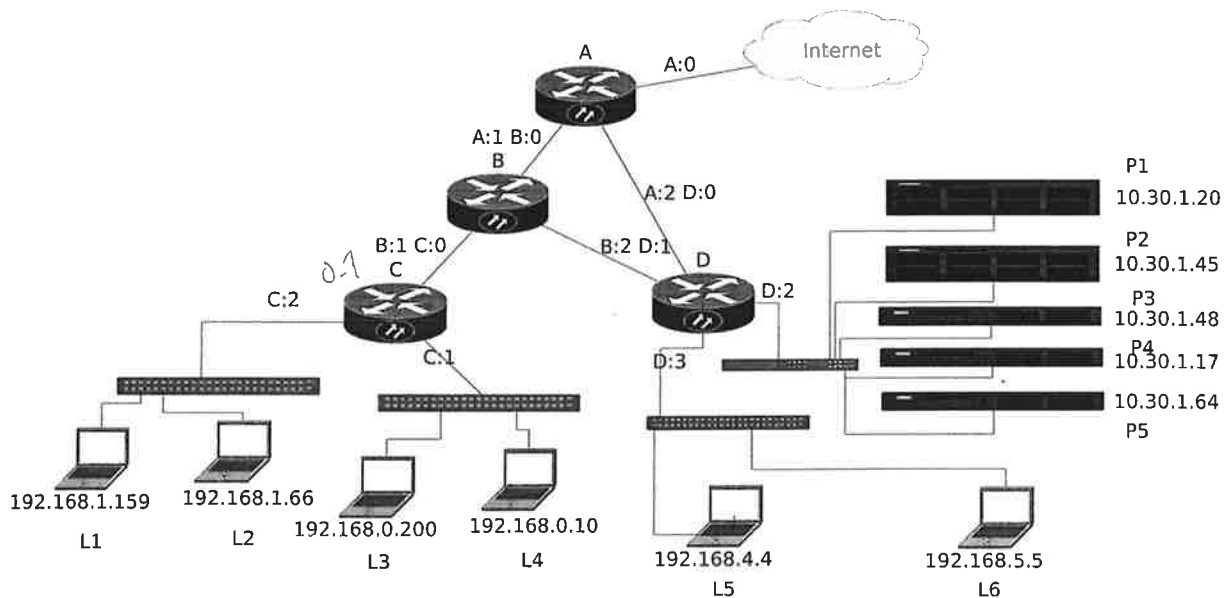 Internet
A
A:0
A:1 B:0
B
A:2 D:0
P1
10.30.1.20
B:1 C:0
B:2 D:1
D
P2
10.30.1.45
C
C:2
D:2
P3
10.30.1.48
C:1
D:3
P4
10.30.1.17
10.30.1.64
P5
192.168.1.159
192.168.1.66
192.168.0.200
192.168.0.10
192.168.4.4
192.168.5.5
L1
L2
L3
L4
L5
L6